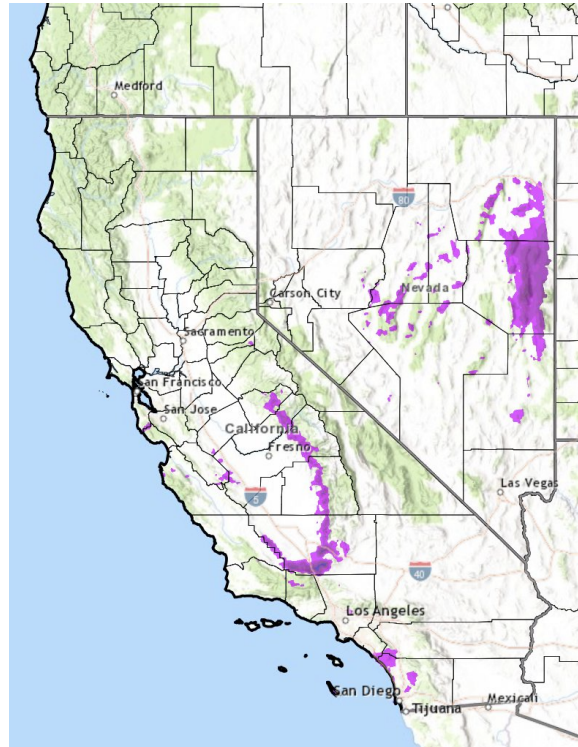 Medford
80
Nevada
Carson City
Sacramento
San Francisco
San Jose
California
Fresno
5
Las Vegas
40
Los Angeles
San Diego
Tijuana
Mexicali